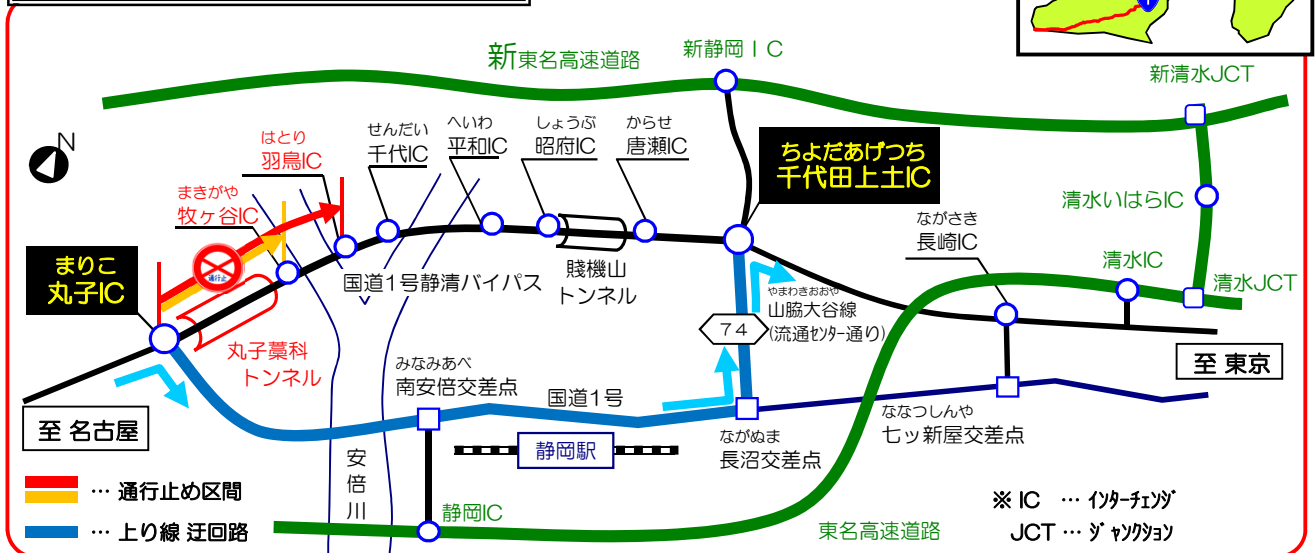 新東名高速道路
新静岡IC
新清水JCT
N
はとり
羽鳥IC
せんだい
千代IC
へいわ
平和IC
しょうぶ
昭府IC
からせ
唐瀬IC
ちよだあげつち
千代田上土IC
まきがや
牧ヶ谷IC
清水いはらIC
ながさき
長崎IC
まりこ
丸子IC
通行止
国道1号静清バイパス
賤機山
トンネル
清水IC
清水JCT
やまわきおおや
山脇大谷線
(流通センター通り)
74
丸子藁科
トンネル
至 東京
みなみあべ
南安倍交差点
国道1号
至 名古屋
静岡駅
ながぬま
長沼交差点
ななつしんや
七ッ新屋交差点
安倍川
… 通行止め区間
… 上り線 迂回路
静岡IC
東名高速道路
※ IC … インターチェンジ
JCT … ジャンクション